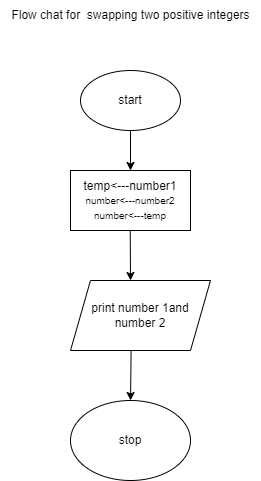 Flow chat for  swapping two positive integers
start
temp<---number1
number<---number2
number<---temp
print number 1and
number 2
stop